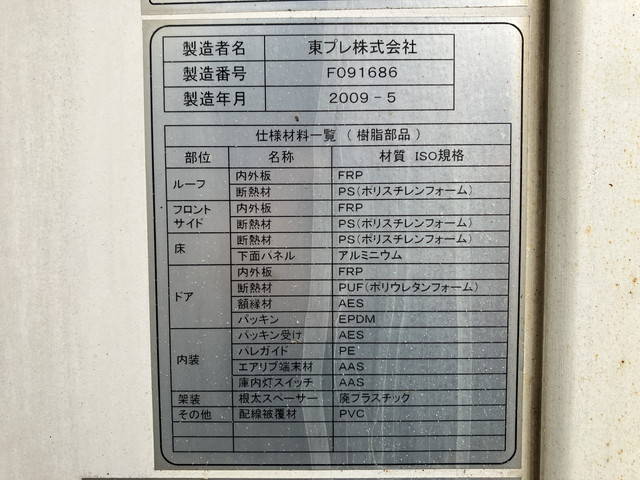 製造者名 東プレ株式会社
製造番号 F091686
製造年月 2009-5
仕様材料一覧 (樹脂部品)
部位 名称 材質 ISO規格
ルーフ 内外板 FRP
断熱材 PS(ポリスチレンフォーム)
フロント サイド 内外板 FRP
断熱材 PS(ポリスチレンフォーム)
床 断熱材 PS(ポリスチレンフォーム)
下面パネル アルミニウム
ドア 内外板 FRP
断熱材 PUF(ポリウレタンフォーム)
額縁材 AES
パッキン EPDM
内装 パッキン受け AES
パレガイド PE
エアリブ端末材 AAS
庫内灯スイッチ AAS
架装 根太スペーサー 廃プラスチック
その他 配線被覆材 PVC